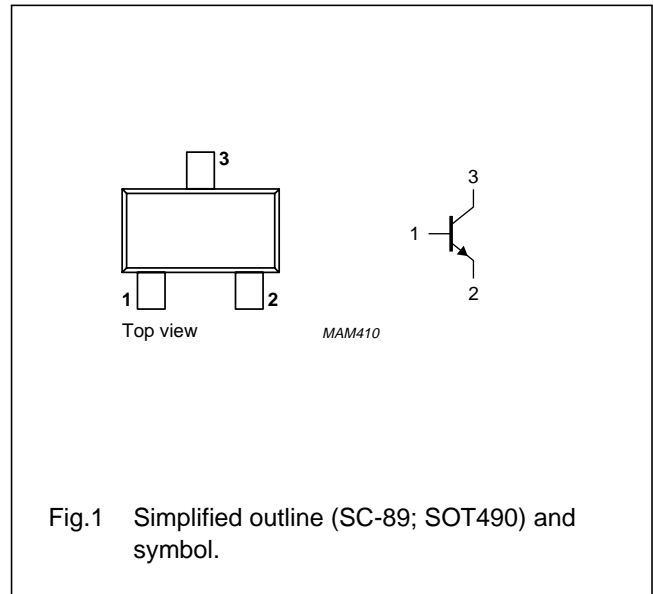 3
1
2
Top view
MAM410
3
1
2
Fig.1 Simplified outline (SC-89; SOT490) and
symbol.